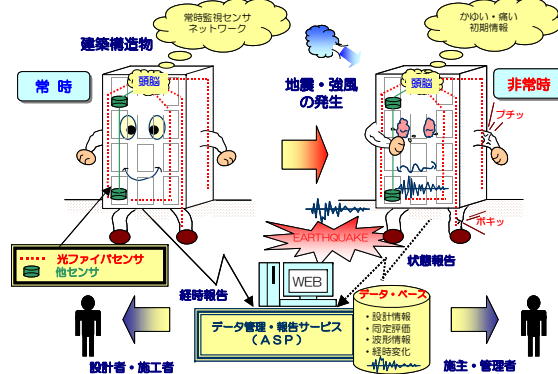 常時監視センサ
ネットワーク
かゆい・痛い
初期情報
建築構造物
常 時
頭脳
地震・強風
の発生
頭脳
非常時
プチッ
ポキッ
EARTHQUAKE
光ファイバセンサ
他センサ
経時報告
WEB
状態報告
データ管理・報告サービス
（ＡＳＰ）
データ・ベース
・設計情報
・同定評価
・波形情報
・経時変化
設計者・施工者
施主・管理者